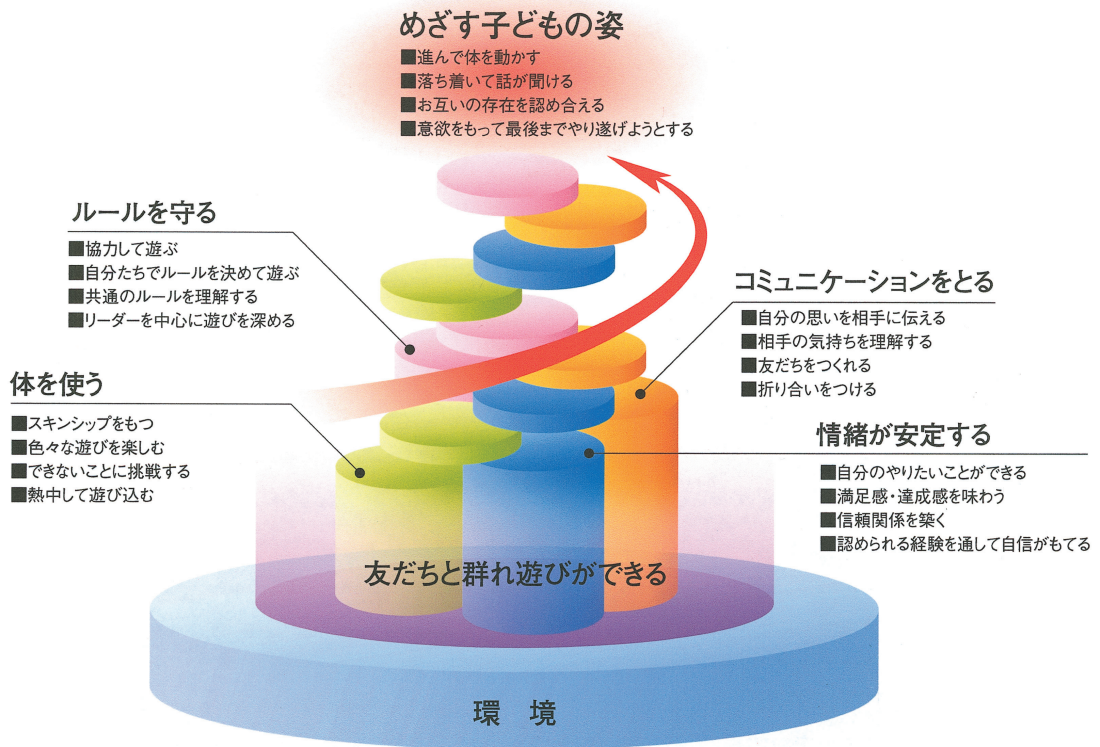 めざす子どもの姿
■進んで体を動かす
■落ち着いて話が聞ける
■お互いの存在を認め合える
■意欲をもって最後までやり遂げようとする
ルールを守る
■協力して遊ぶ
■自分たちでルールを決めて遊ぶ
■共通のルールを理解する
■リーダーを中心に遊びを深める
コミュニケーションをとる
■自分の思いを相手に伝える
■相手の気持ちを理解する
■友だちをつくれる
■折り合いをつける
体を使う
■スキンシップをもつ
■色々な遊びを楽しむ
■できないことに挑戦する
■熱中して遊び込む
情緒が安定する
■自分のやりたいことができる
■満足感・達成感を味わう
■信頼関係を築く
■認められる経験を通して自信がもてる
友だちと群れ遊びができる
環 境